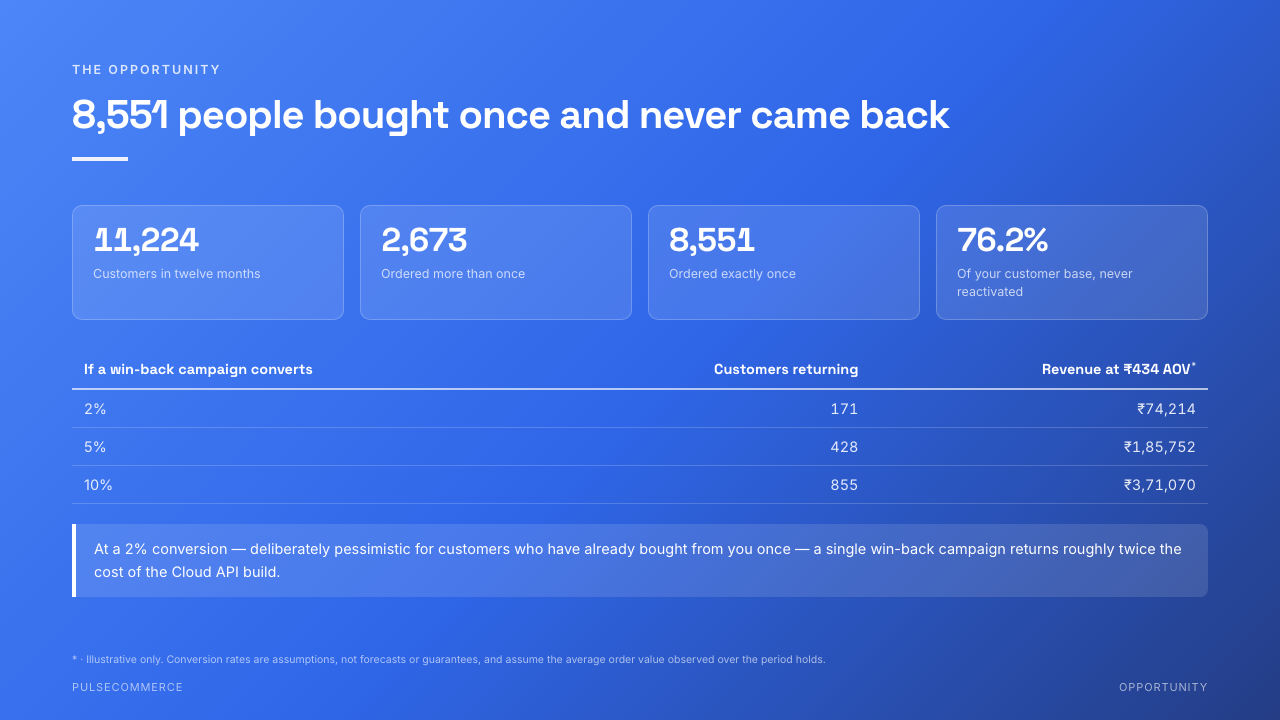 THE OPPORTUNITY
8,551 people bought once and never came back
11,224
Customers in twelve months
2,673
Ordered more than once
8,551
Ordered exactly once
76.2%
Of your customer base, never
reactivated
If a win-back campaign converts Customers returning Revenue at ₹434 AOV*
2% 171 ₹74,214
5% 428 ₹1,85,752
10% 855 ₹3,71,070
At a 2% conversion — deliberately pessimistic for customers who have already bought from you once — a single win-back campaign returns roughly twice the
cost of the Cloud API build.
* · Illustrative only. Conversion rates are assumptions, not forecasts or guarantees, and assume the average order value observed over the period holds.
PULSECOMMERCE OPPORTUNITY